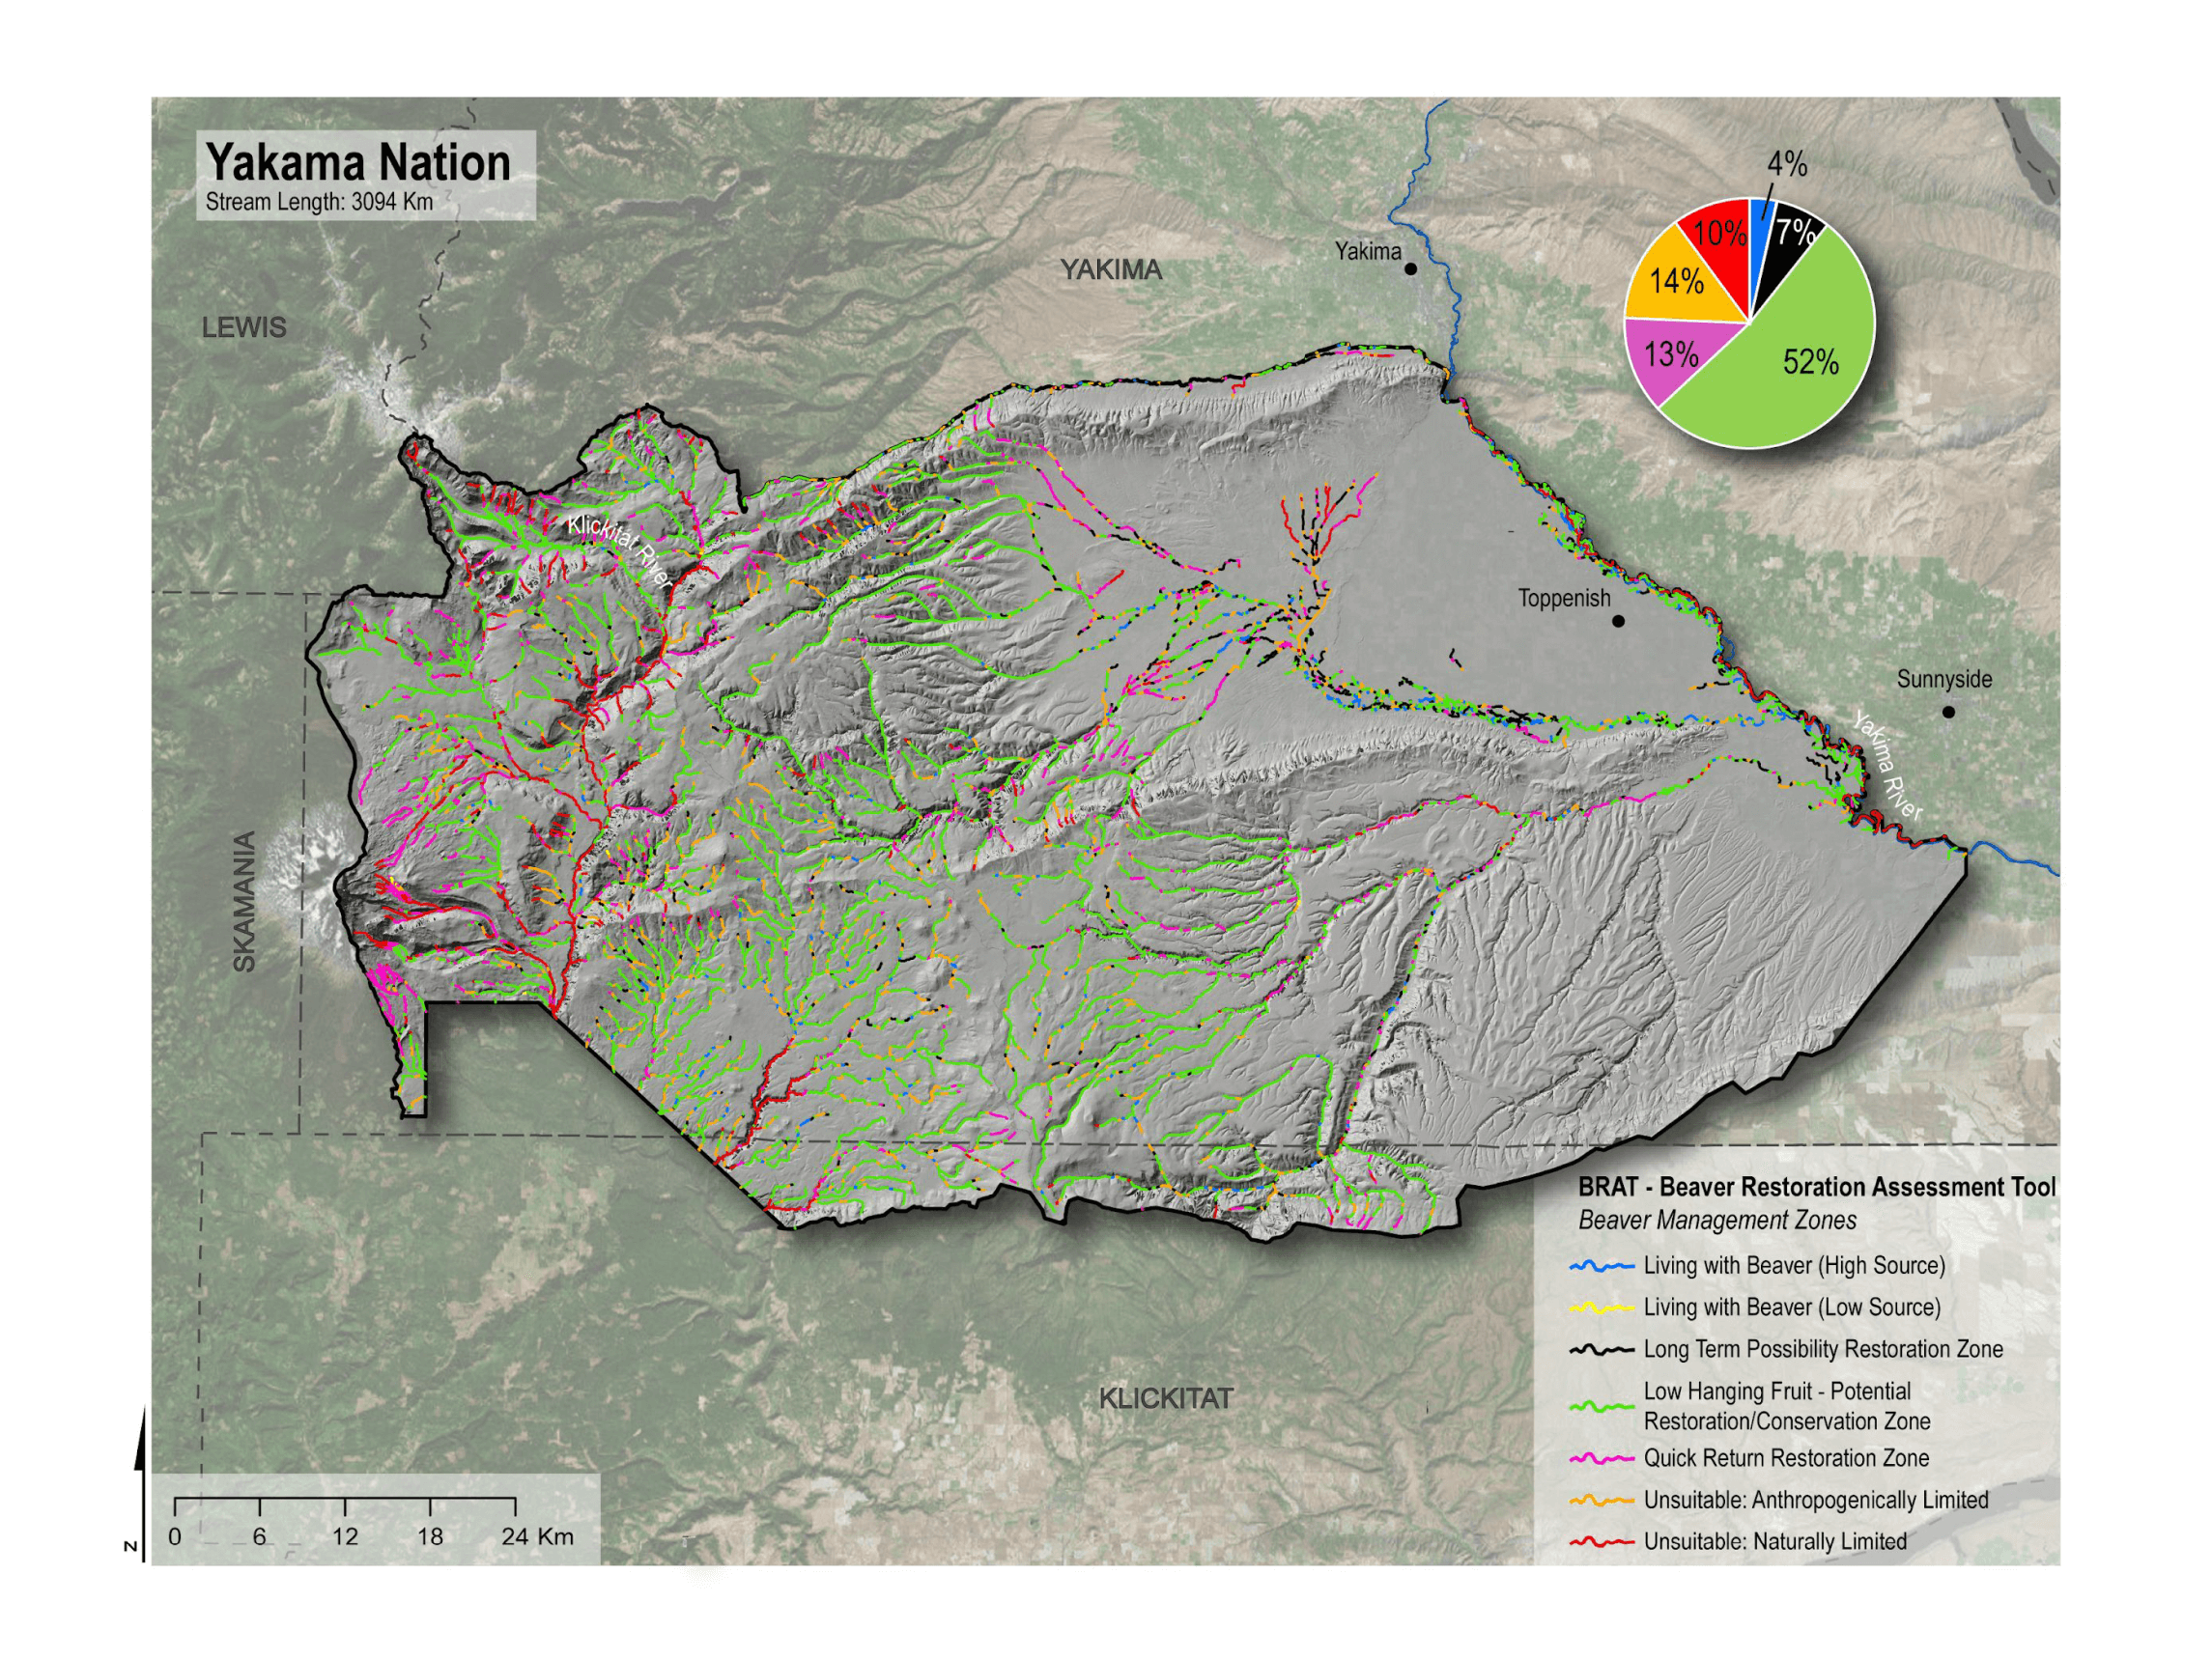 Yakama Nation
Stream Length: 3094 Km
4%
10%
7%
14%
13%
52%
Yakima
YAKIMA
LEWIS
Klickitat River
Toppenish
Sunnyside
Yakima River
SKAMANIA
KLICKITAT
BRAT - Beaver Restoration Assessment Tool
Beaver Management Zones
Living with Beaver (High Source)
Living with Beaver (Low Source)
Long Term Possibility Restoration Zone
Low Hanging Fruit - Potential
Restoration/Conservation Zone
Quick Return Restoration Zone
Unsuitable: Anthropogenically Limited
Unsuitable: Naturally Limited
0 6 12 18 24 Km
N